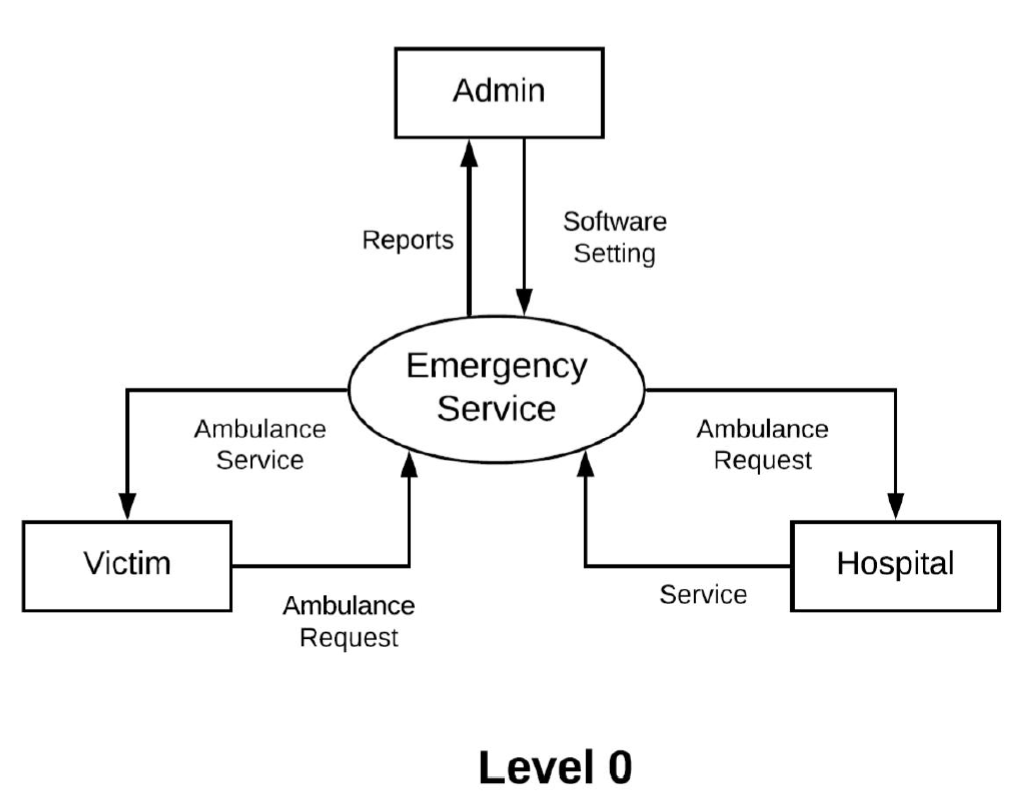 Admin
Reports
Software
Setting
Emergency
Service
Ambulance
Service
Ambulance
Request
Victim
Hospital
Ambulance
Request
Service
Level 0